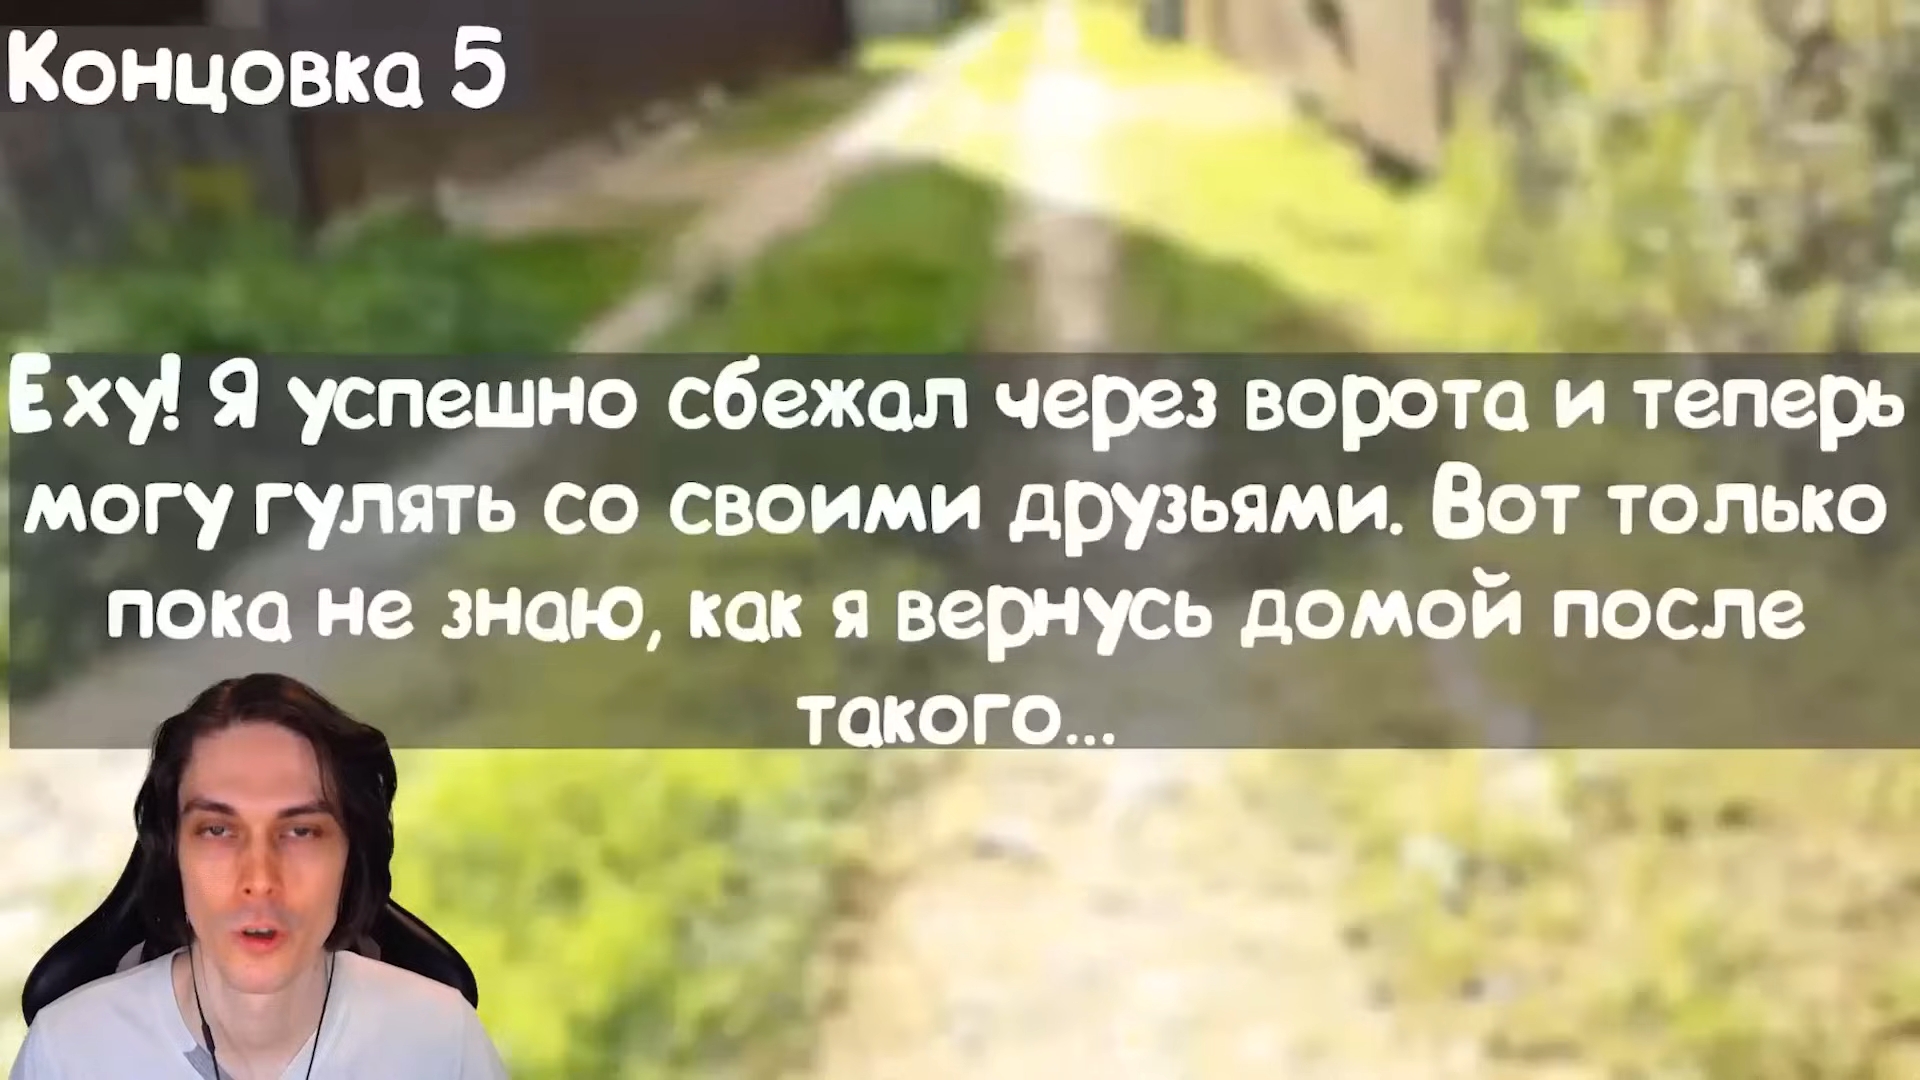 Концовка 5
Еху! Я успешно сбежал через ворота и теперь
могу гулять со своими друзьями. Вот только
пока не знаю, как я вернусь домой после
такого...